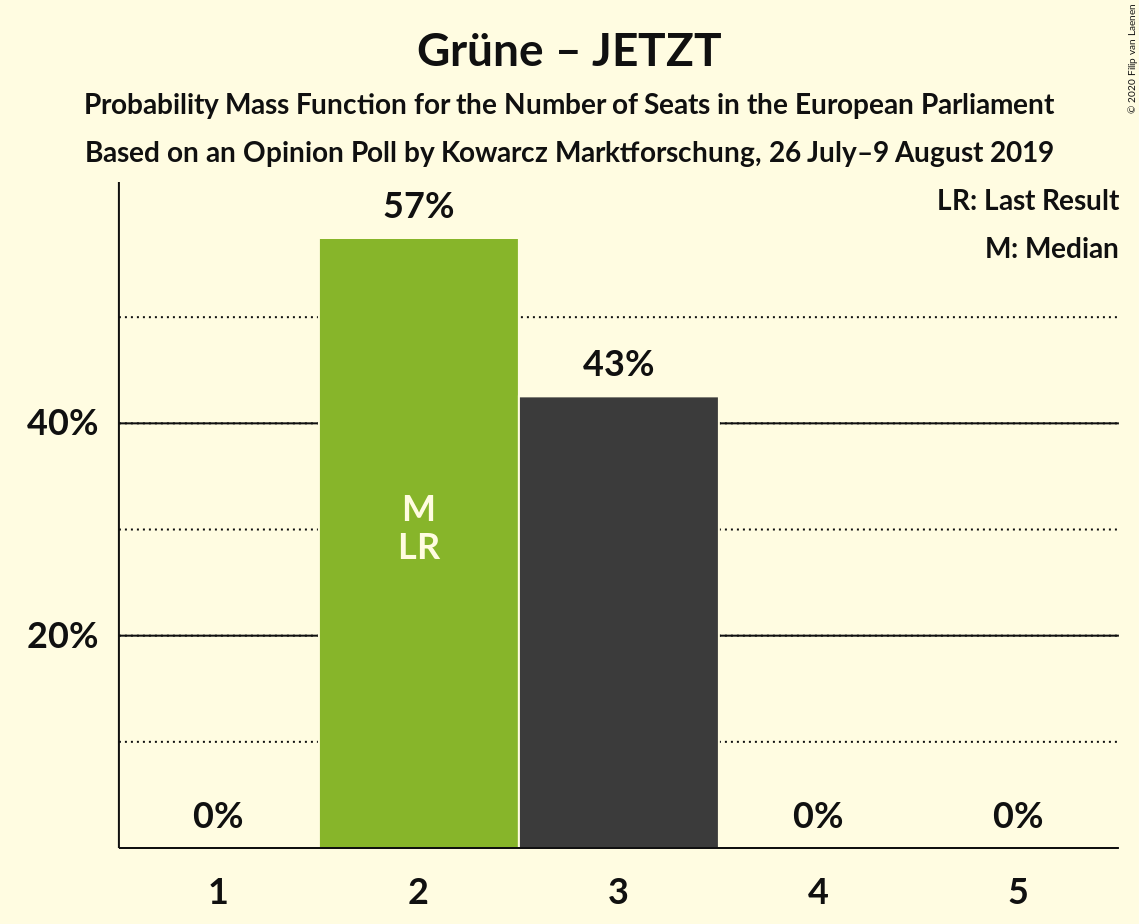 Grüne – JETZT
Probability Mass Function for the Number of Seats in the European Parliament
Based on an Opinion Poll by Kowarcz Marktforschung, 26 July–9 August 2019
© 2020 Filip van Laenen
LR: Last Result
M: Median
57%
43%
40%
M
LR
20%
0%
0%
0%
1
2
3
4
5